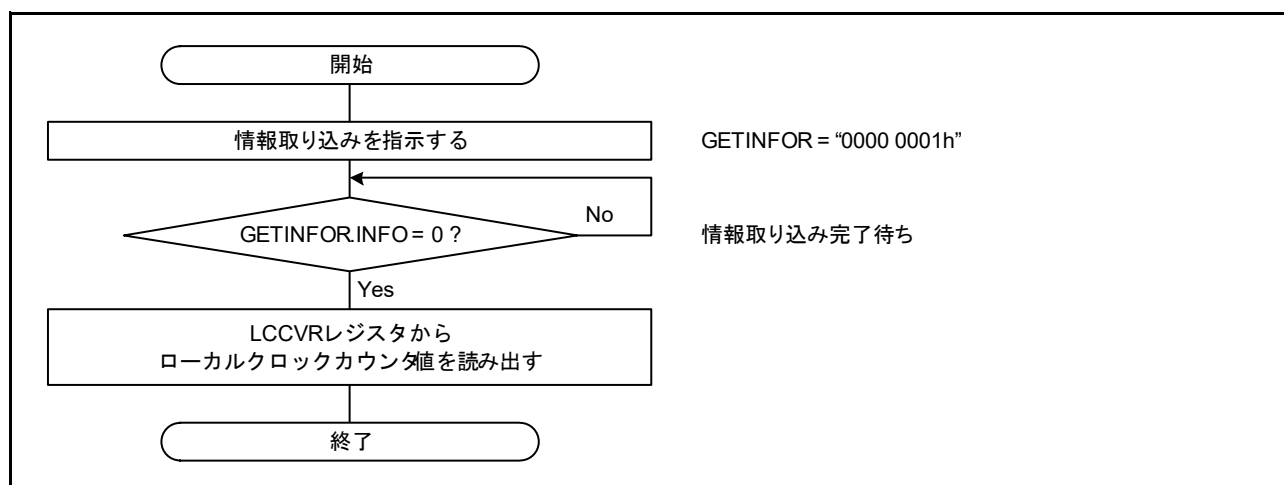 開始
情報取り込みを指示する
GETINFOR = “0000 0001h”
No
GETINFOR.INFO = 0 ?
情報取り込み完了待ち
Yes
LCCVRレジスタから
ローカルクロックカウンタ値を読み出す
終了